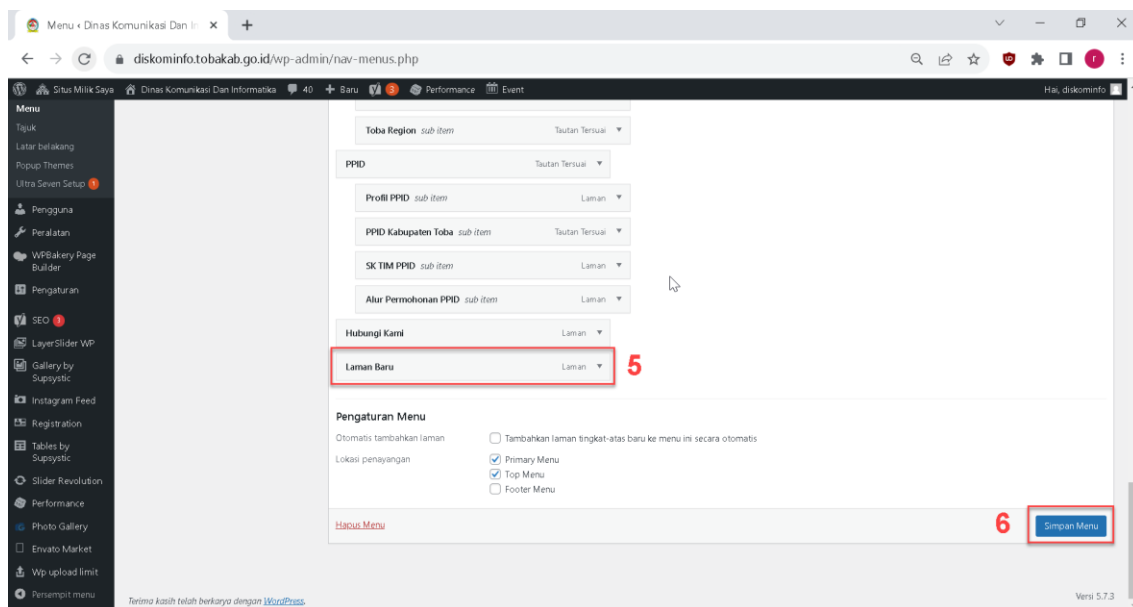 Menu ‹ Dinas Komunikasi Dan In
diskominfo.tobakab.go.id/wp-admin/nav-menus.php
r
Situs Milik Saya Dinas Komunikasi Dan Informatika 40 + Baru 3 Performance Event Hai, diskominfo
Menu
Tajuk
Latar belakang
Popup Themes
Ultra Seven Setup 1
Pengguna
Peralatan
WPBakery Page
Builder
Pengaturan
SEO 3
LayerSlider WP
Gallery by
Supsystic
Instagram Feed
Registration
Tables by
Supsystic
Slider Revolution
Performance
Photo Gallery
Envato Market
Wp upload limit
Persempit menu
Toba Region sub item Tautan Tersuai
PPID Tautan Tersuai
Profil PPID sub item Laman
PPID Kabupaten Toba sub item Tautan Tersuai
SK TIM PPID sub item Laman
Alur Permohonan PPID sub item Laman
Hubungi Kami Laman
Laman Baru Laman 5
Pengaturan Menu
Otomatis tambahkan laman Tambahkan laman tingkat-atas baru ke menu ini secara otomatis
Lokasi penayangan Primary Menu
Top Menu
Footer Menu
Hapus Menu 6 Simpan Menu
Terima kasih telah berkarya dengan WordPress. Versi 5.7.3